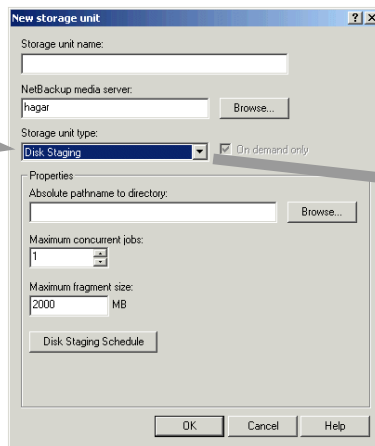 New storage unit
Storage unit name:
NetBackup media server:
hagar
Browse...
Storage unit type:
Disk Staging
On demand only
Properties
Absolute pathname to directory:
Browse...
Maximum concurrent jobs:
1
Maximum fragment size:
2000 MB
Disk Staging Schedule
OK Cancel Help